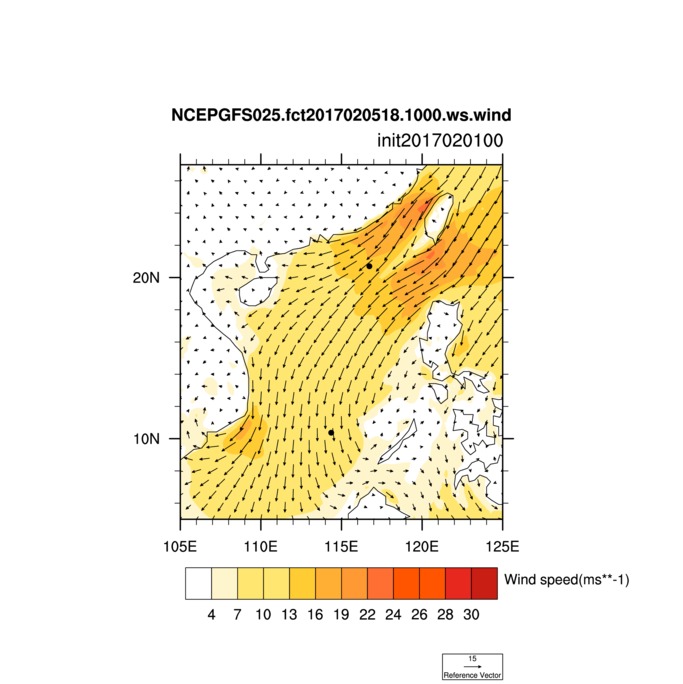 NCEPGFS025.fct2017020518.1000.ws.wind
init2017020100
20N
10N
105E 110E 115E 120E 125E
4 7 10 13 16 19 22 24 26 28 30
Wind speed(ms**-1)
15
Reference Vector